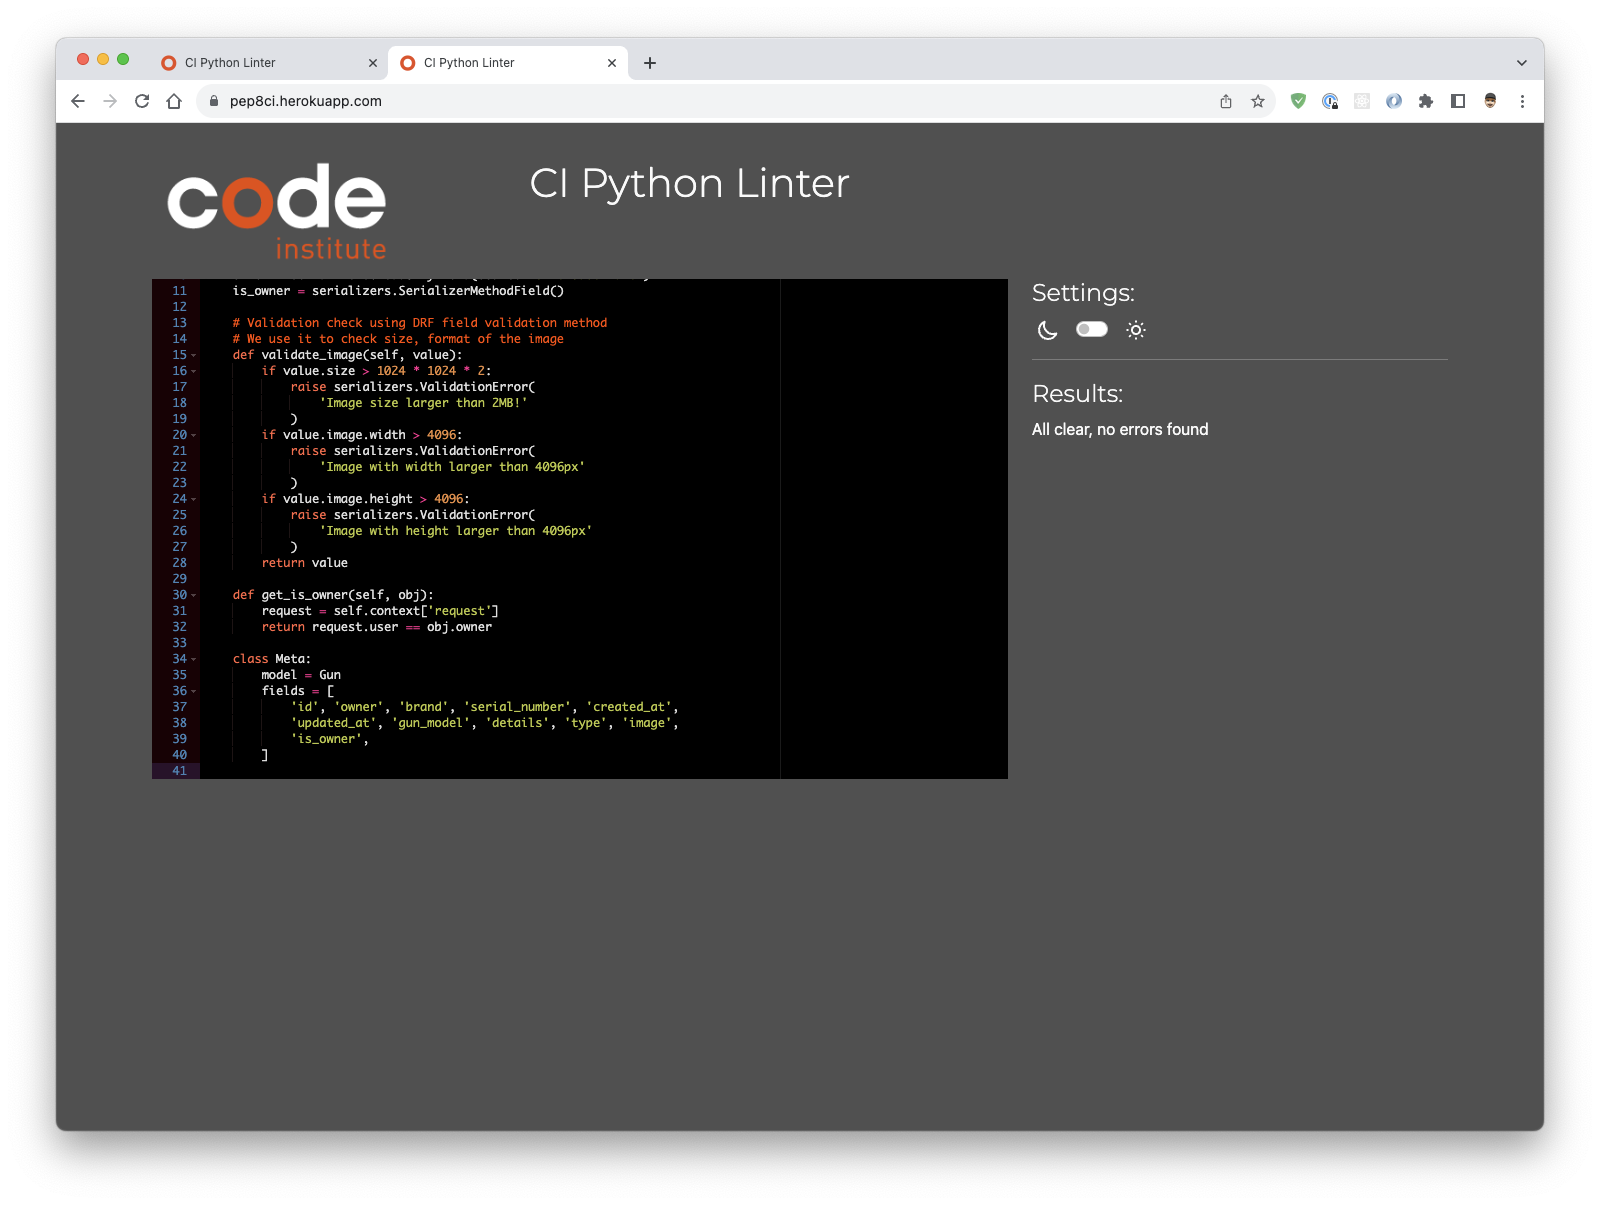 CI Python Linter
CI Python Linter
pep8ci.herokuapp.com
code
institute
CI Python Linter
11 is_owner = serializers.SerializerMethodField()
12
13 # Validation check using DRF field validation method
14 # We use it to check size, format of the image
15 def validate_image(self, value):
16 if value.size > 1024 * 1024 * 2:
17 raise serializers.ValidationError(
18 'Image size larger than 2MB!'
19 )
20 if value.image.width > 4096:
21 raise serializers.ValidationError(
22 'Image with width larger than 4096px'
23 )
24 if value.image.height > 4096:
25 raise serializers.ValidationError(
26 'Image with height larger than 4096px'
27 )
28 return value
29
30 def get_is_owner(self, obj):
31 request = self.context['request']
32 return request.user == obj.owner
33
34 class Meta:
35 model = Gun
36 fields = [
37 'id', 'owner', 'brand', 'serial_number', 'created_at',
38 'updated_at', 'gun_model', 'details', 'type', 'image',
39 'is_owner',
40 ]
41
Settings:
Results:
All clear, no errors found